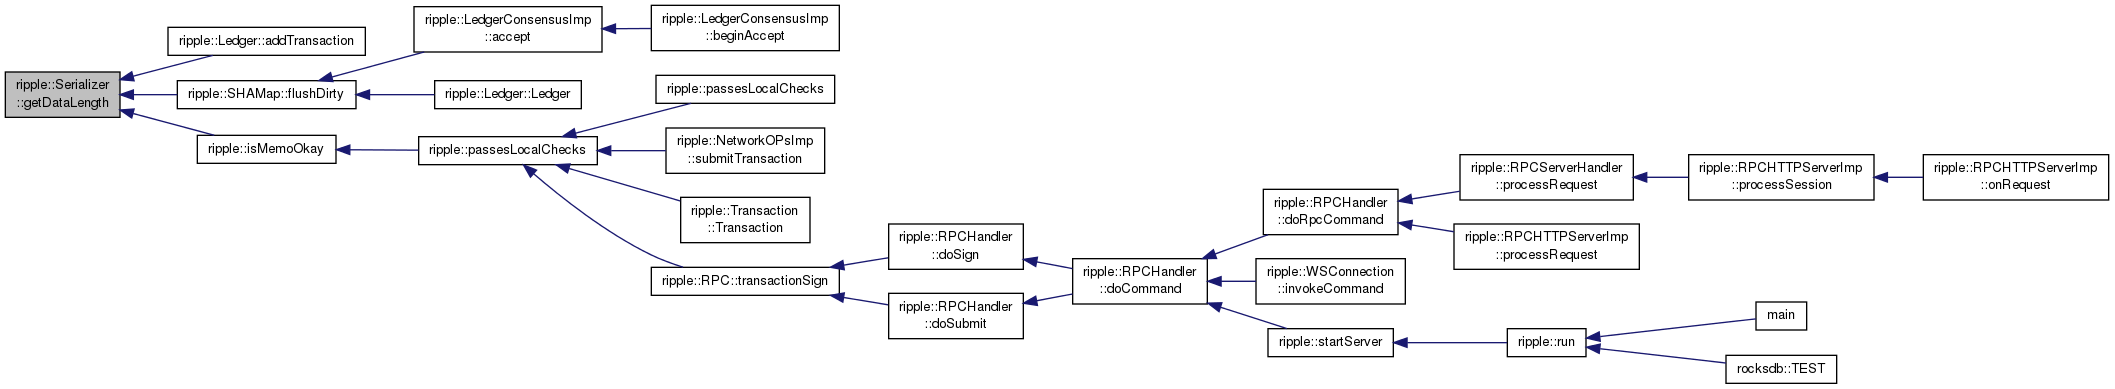 ripple::Serializer
::getDataLength
ripple::Ledger::addTransaction
ripple::SHAMap::flushDirty
ripple::isMemoOkay
ripple::LedgerConsensusImp
::accept
ripple::Ledger::Ledger
ripple::passesLocalChecks
ripple::LedgerConsensusImp
::beginAccept
ripple::passesLocalChecks
ripple::NetworkOPsImp
::submitTransaction
ripple::Transaction
::Transaction
ripple::RPC::transactionSign
ripple::RPCHandler
::doSign
ripple::RPCHandler
::doSubmit
ripple::RPCHandler
::doCommand
ripple::RPCHandler
::doRpcCommand
ripple::WSConnection
::invokeCommand
ripple::startServer
ripple::RPCServerHandler
::processRequest
ripple::RPCHTTPServerImp
::processRequest
ripple::run
ripple::RPCHTTPServerImp
::processSession
main
rocksdb::TEST
ripple::RPCHTTPServerImp
::onRequest